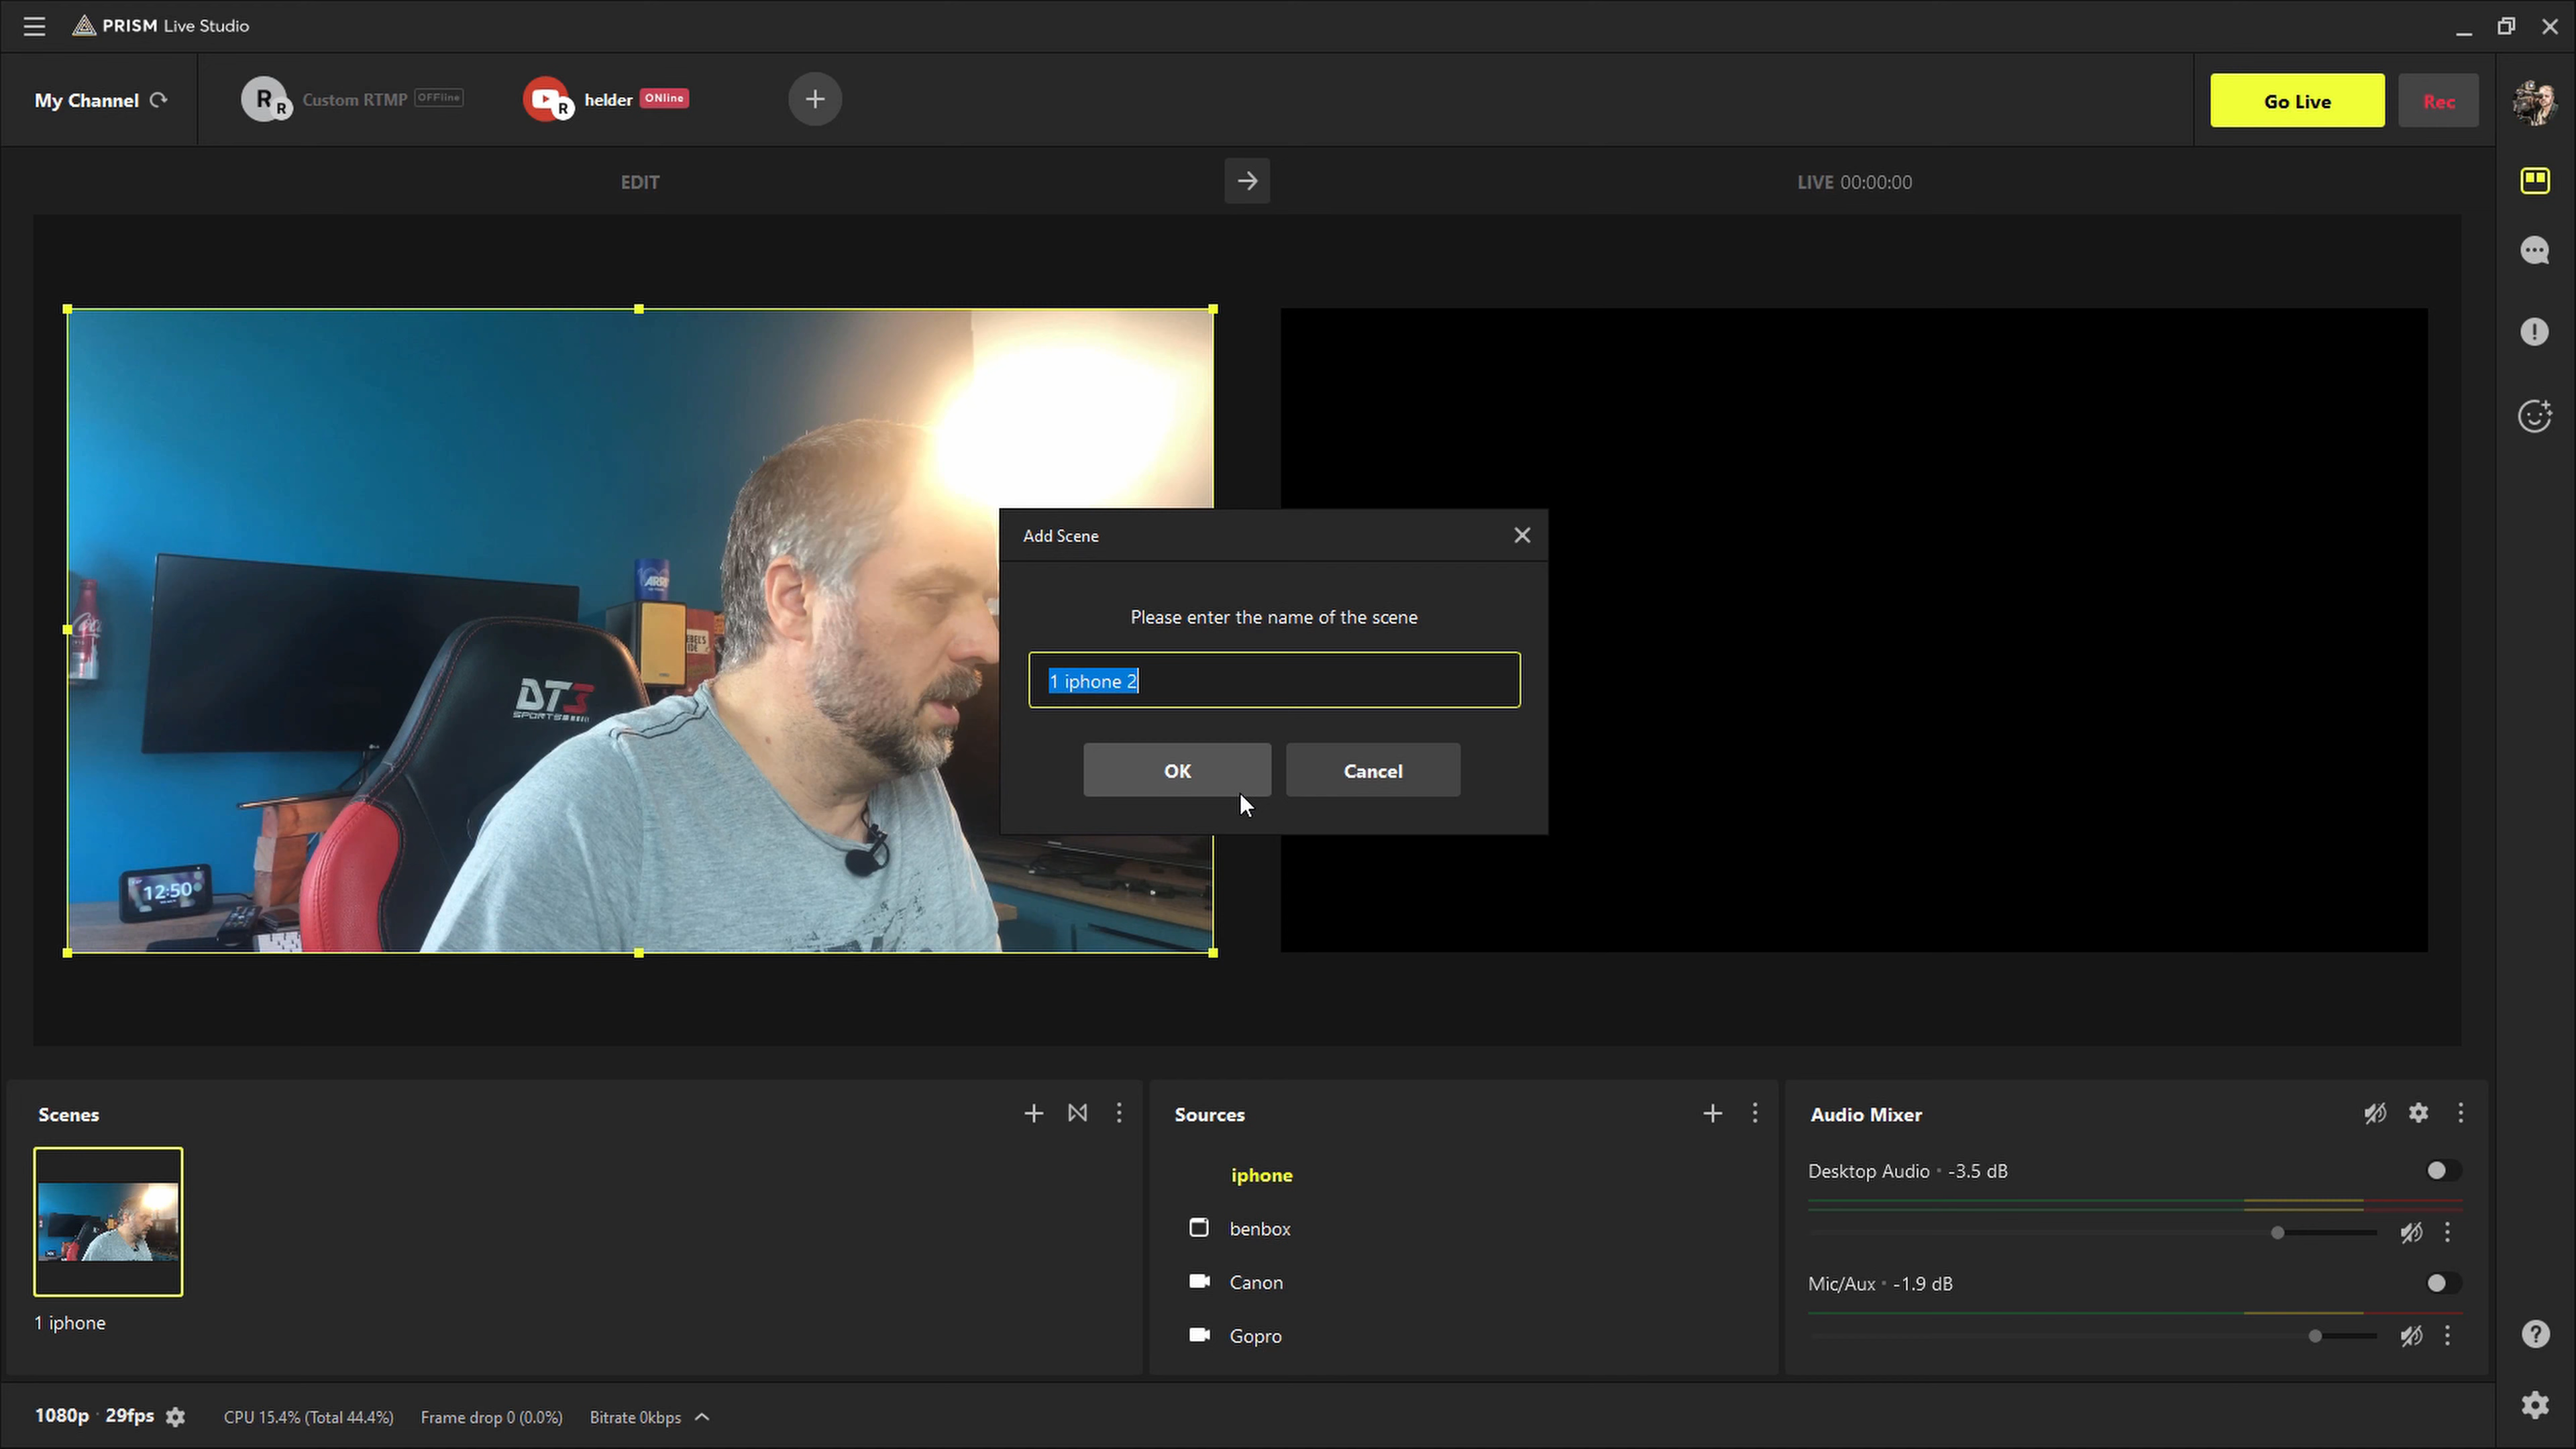 PRISM Live Studio
My Channel
R R Custom RTMP OFFline
R helder ONline
Go Live
Rec
EDIT
LIVE 00:00:00
Add Scene
Please enter the name of the scene
1 iphone 2
OK
Cancel
ARRI
DT3
SPORTS
12:50
Scenes
1 iphone
Sources
iphone
benbox
Canon
Gopro
Audio Mixer
Desktop Audio • -3.5 dB
Mic/Aux • -1.9 dB
1080p · 29fps
CPU 15.4% (Total 44.4%)
Frame drop 0 (0.0%)
Bitrate 0kbps